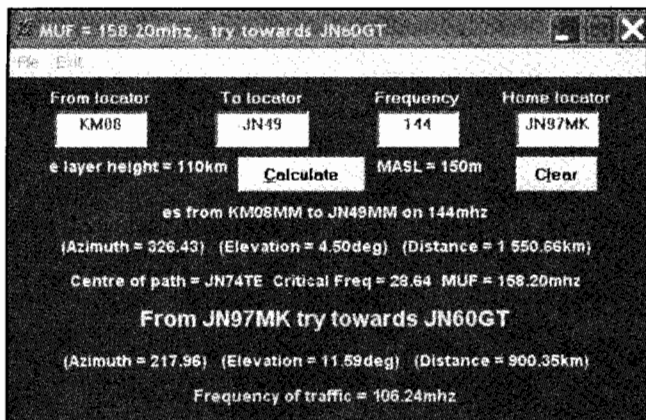 MUF = 158.20mhz, try towards JN60GT
File Exit
From locator To locator Frequency Home locator
KM08 JN49 144 JN97MK
e layer height = 110km Calculate MASL = 150m Clear
es from KM08MM to JN49MM on 144mhz
(Azimuth = 326.43) (Elevation = 4.50deg) (Distance = 1 550.66km)
Centre of path = JN74TE Critical Freq = 28.64 MUF = 158.20mhz
From JN97MK try towards JN60GT
(Azimuth = 217.96) (Elevation = 11.59deg) (Distance = 900.35km)
Frequency of traffic = 106.24mhz